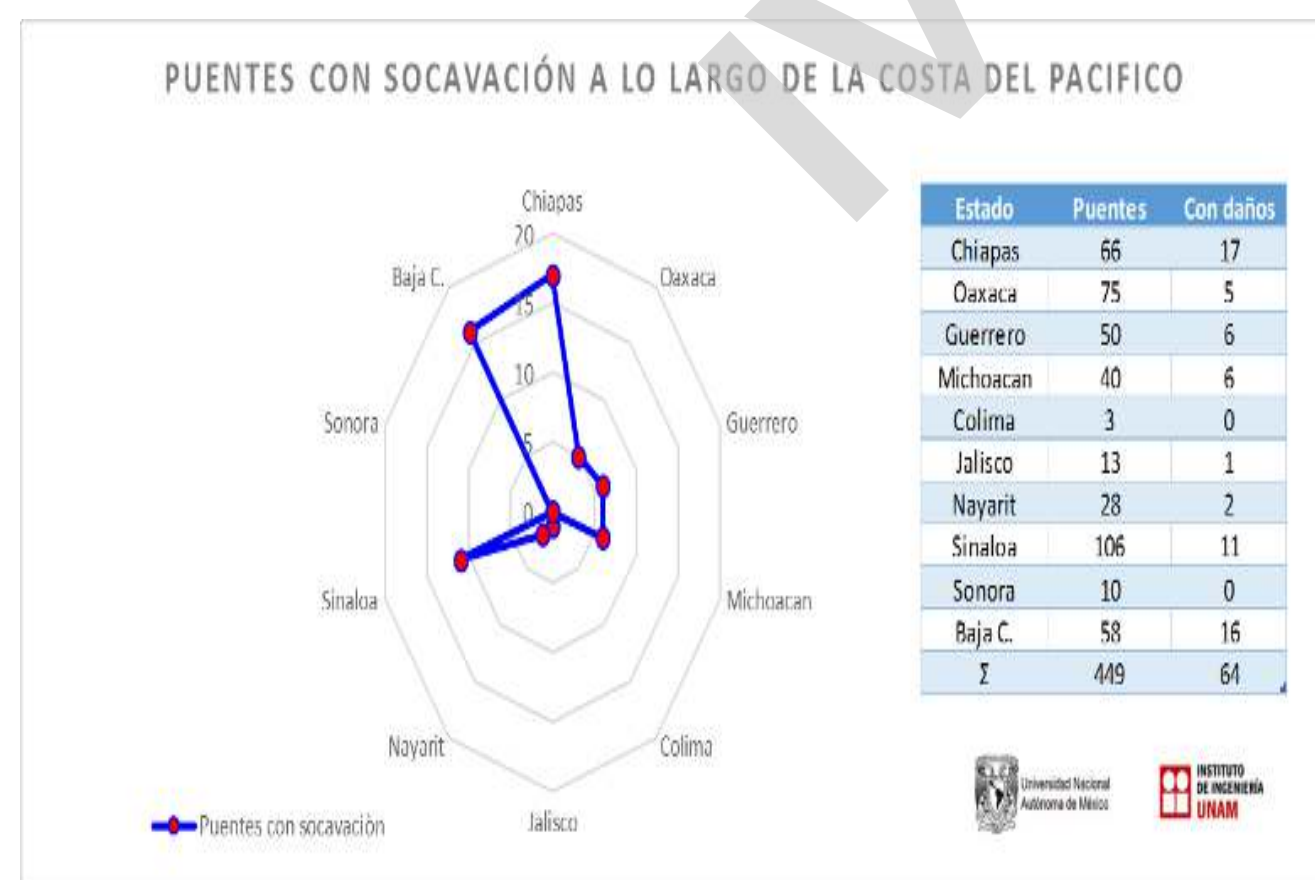 PUENTES CON SOCAVACIÓN A LO LARGO DE LA COSTA DEL PACIFICO
Chiapas
Oaxaca
Guerrero
Michoacan
Colima
Jalisco
Nayarit
Sinaloa
Sonora
Baja C.
20
15
10
5
0
Puentes con socavaciòn
Estado Puentes Con daños
Chiapas 66 17
Oaxaca 75 5
Guerrero 50 6
Michoacan 40 6
Colima 3 0
Jalisco 13 1
Nayarit 28 2
Sinaloa 106 11
Sonora 10 0
Baja C. 58 16
Σ 449 64
Universidad Nacional
Autónoma de México
INSTITUTO
DE INGENIERÍA
UNAM